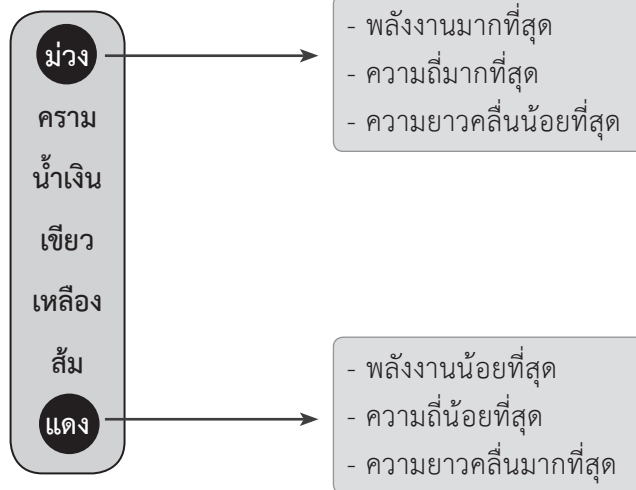 ม่วง
- พลังงานมากที่สุด
- ความถี่มากที่สุด
- ความยาวคลื่นน้อยที่สุด
คราม
น้ำเงิน
เขียว
เหลือง
ส้ม
แดง
- พลังงานน้อยที่สุด
- ความถี่น้อยที่สุด
- ความยาวคลื่นมากที่สุด